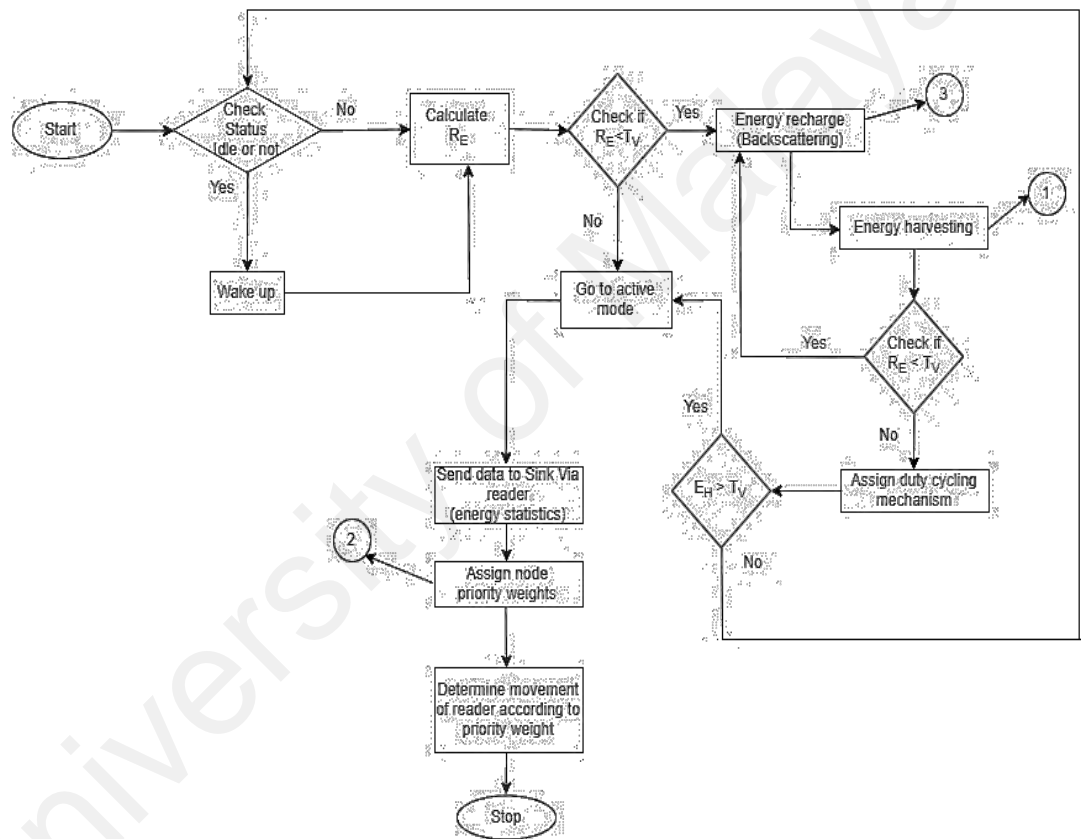 Start
Check
Status
Idle or not
No
Calculate
R_E
Check if
R_E<T_V
Yes
Energy recharge
(Backscattering)
3
Yes
Wake up
No
Go to active
mode
Energy harvesting
1
Check if
R_E < T_V
Yes
No
Assign duty cycling
mechanism
E_H > T_V
Yes
No
Send data to Sink Via
reader
(energy statistics)
2
Assign node
priority weights
Determine movement
of reader according to
priority weight
Stop
University of Malaya